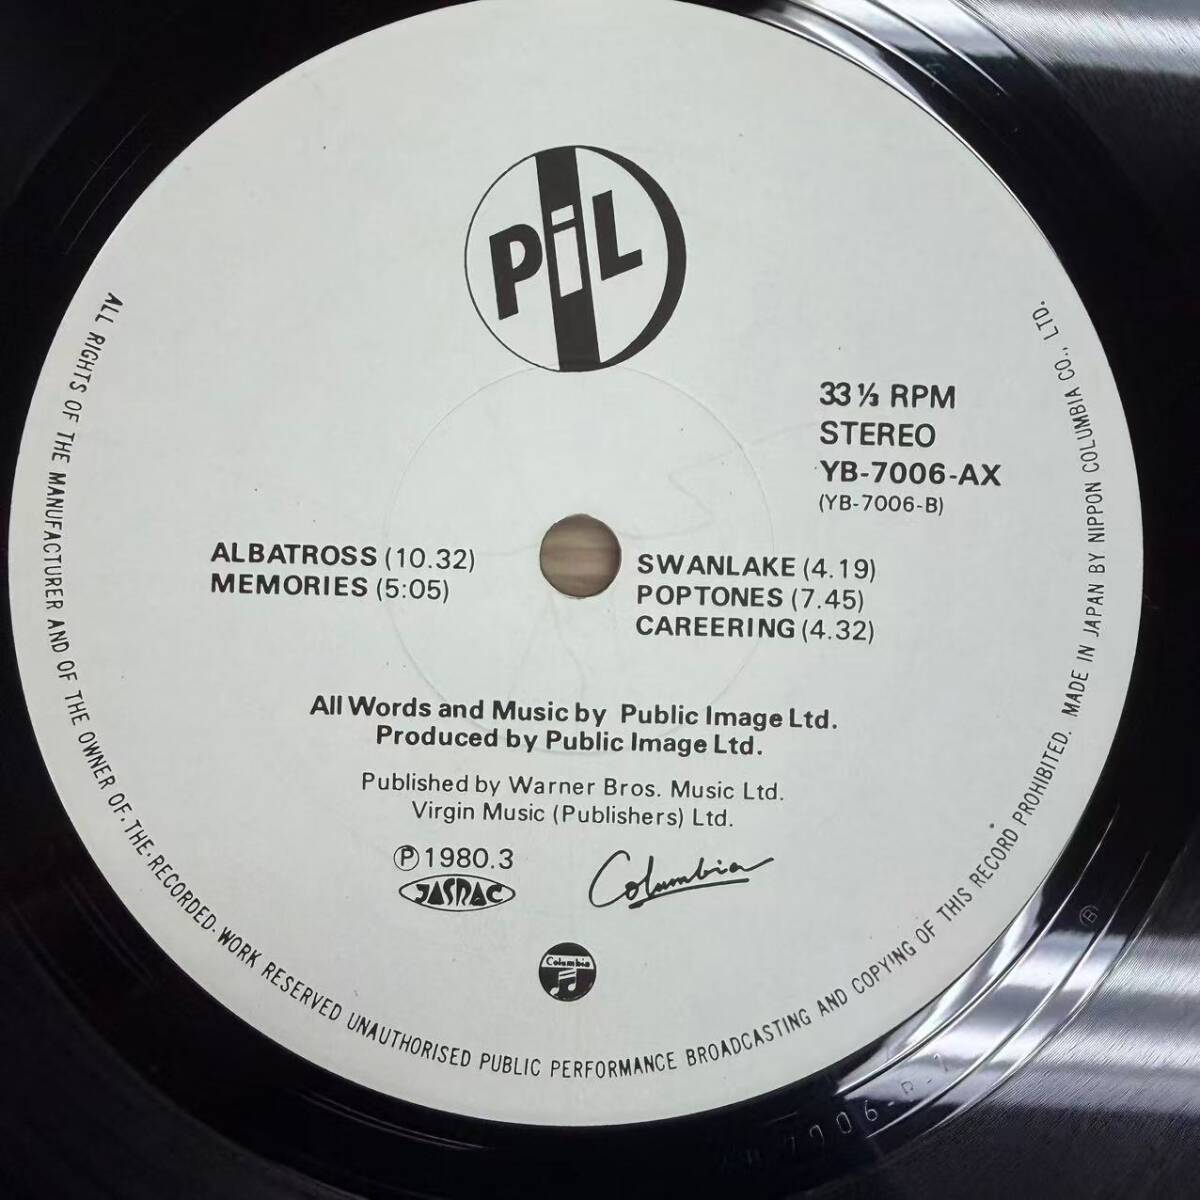 PiL
33 ⅓ RPM
STEREO
YB-7006-AX
(YB-7006-B)
ALBATROSS (10.32)
MEMORIES (5:05)
SWANLAKE (4.19)
POPTONES (7.45)
CAREERING (4.32)
All Words and Music by Public Image Ltd.
Produced by Public Image Ltd.
Published by Warner Bros. Music Ltd.
Virgin Music (Publishers) Ltd.
Ⓟ 1980.3
JASRAC
Columbia
Columbia
ALL RIGHTS OF THE MANUFACTURER AND OF THE OWNER OF.THE.RECORDED.WORK RESERVED UNAUTHORISED PUBLIC PERFORMANCE BROADCASTING AND COPYING OF THIS RECORD PROHIBITED. MADE IN JAPAN BY NIPPON COLUMBIA CO., LTD.
Ⓑ